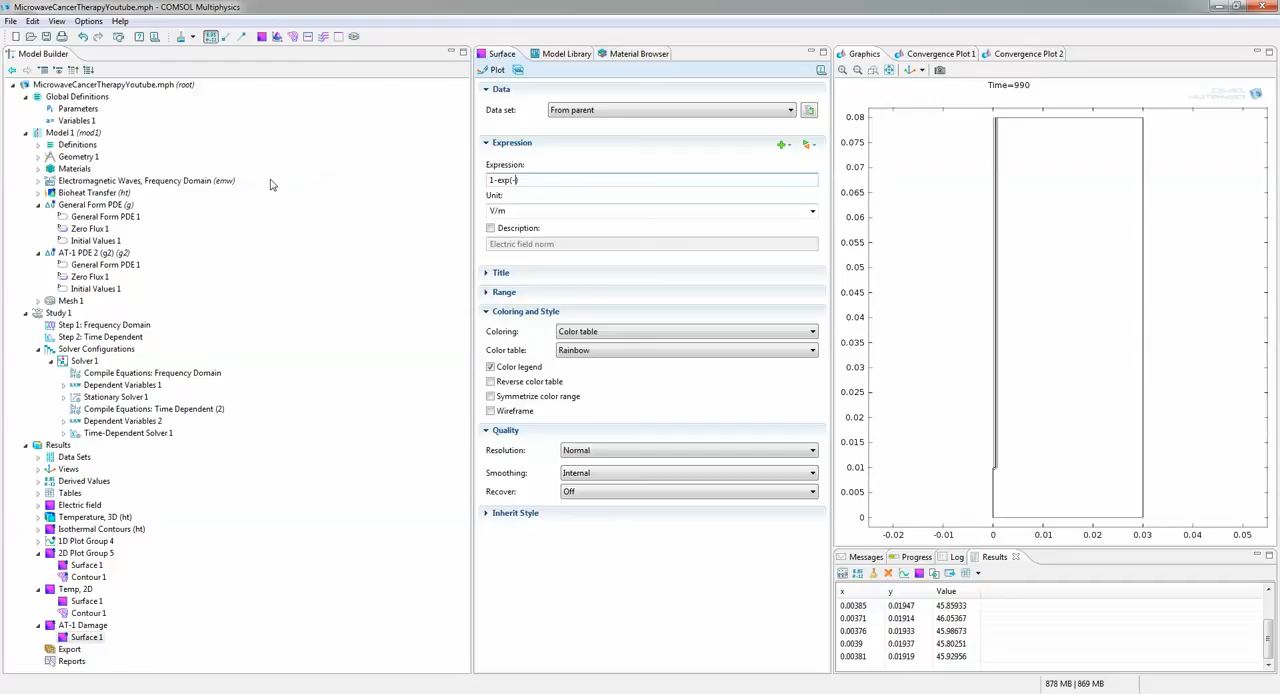 MicrowaveCancerTherapyYoutube.mph - COMSOL Multiphysics
File Edit View Options Help
Model Builder
MicrowaveCancerTherapyYoutube.mph (root)
Global Definitions
Parameters
Variables 1
Model 1 (mod1)
Definitions
Geometry 1
Materials
Electromagnetic Waves, Frequency Domain (emw)
Bioheat Transfer (ht)
General Form PDE (g)
General Form PDE 1
Zero Flux 1
Initial Values 1
AT-1 PDE 2 (g2) (g2)
General Form PDE 1
Zero Flux 1
Initial Values 1
Mesh 1
Study 1
Step 1: Frequency Domain
Step 2: Time Dependent
Solver Configurations
Solver 1
Compile Equations: Frequency Domain
Dependent Variables 1
Stationary Solver 1
Compile Equations: Time Dependent (2)
Dependent Variables 2
Time-Dependent Solver 1
Results
Data Sets
Views
Derived Values
Tables
Electric field
Temperature, 3D (ht)
Isothermal Contours (ht)
1D Plot Group 4
2D Plot Group 5
Surface 1
Contour 1
Temp, 2D
Surface 1
Contour 1
AT-1 Damage
Surface 1
Export
Reports
Surface Model Library Material Browser
Plot
Data
Data set: From parent
Expression
Expression:
1-exp(-)
Unit:
V/m
Description:
Electric field norm
Title
Range
Coloring and Style
Coloring: Color table
Color table: Rainbow
Color legend
Reverse color table
Symmetrize color range
Wireframe
Quality
Resolution: Normal
Smoothing: Internal
Recover: Off
Inherit Style
Graphics Convergence Plot 1 Convergence Plot 2
Time=990
COMSOL
MULTIPHYSICS
0.08
0.075
0.07
0.065
0.06
0.055
0.05
0.045
0.04
0.035
0.03
0.025
0.02
0.015
0.01
0.005
0
-0.02 -0.01 0 0.01 0.02 0.03 0.04 0.05
Messages Progress Log Results
x y Value
0.00385 0.01947 45.85933
0.00371 0.01914 46.05367
0.00376 0.01933 45.98673
0.0039 0.01937 45.80251
0.00381 0.01919 45.92956
878 MB | 869 MB